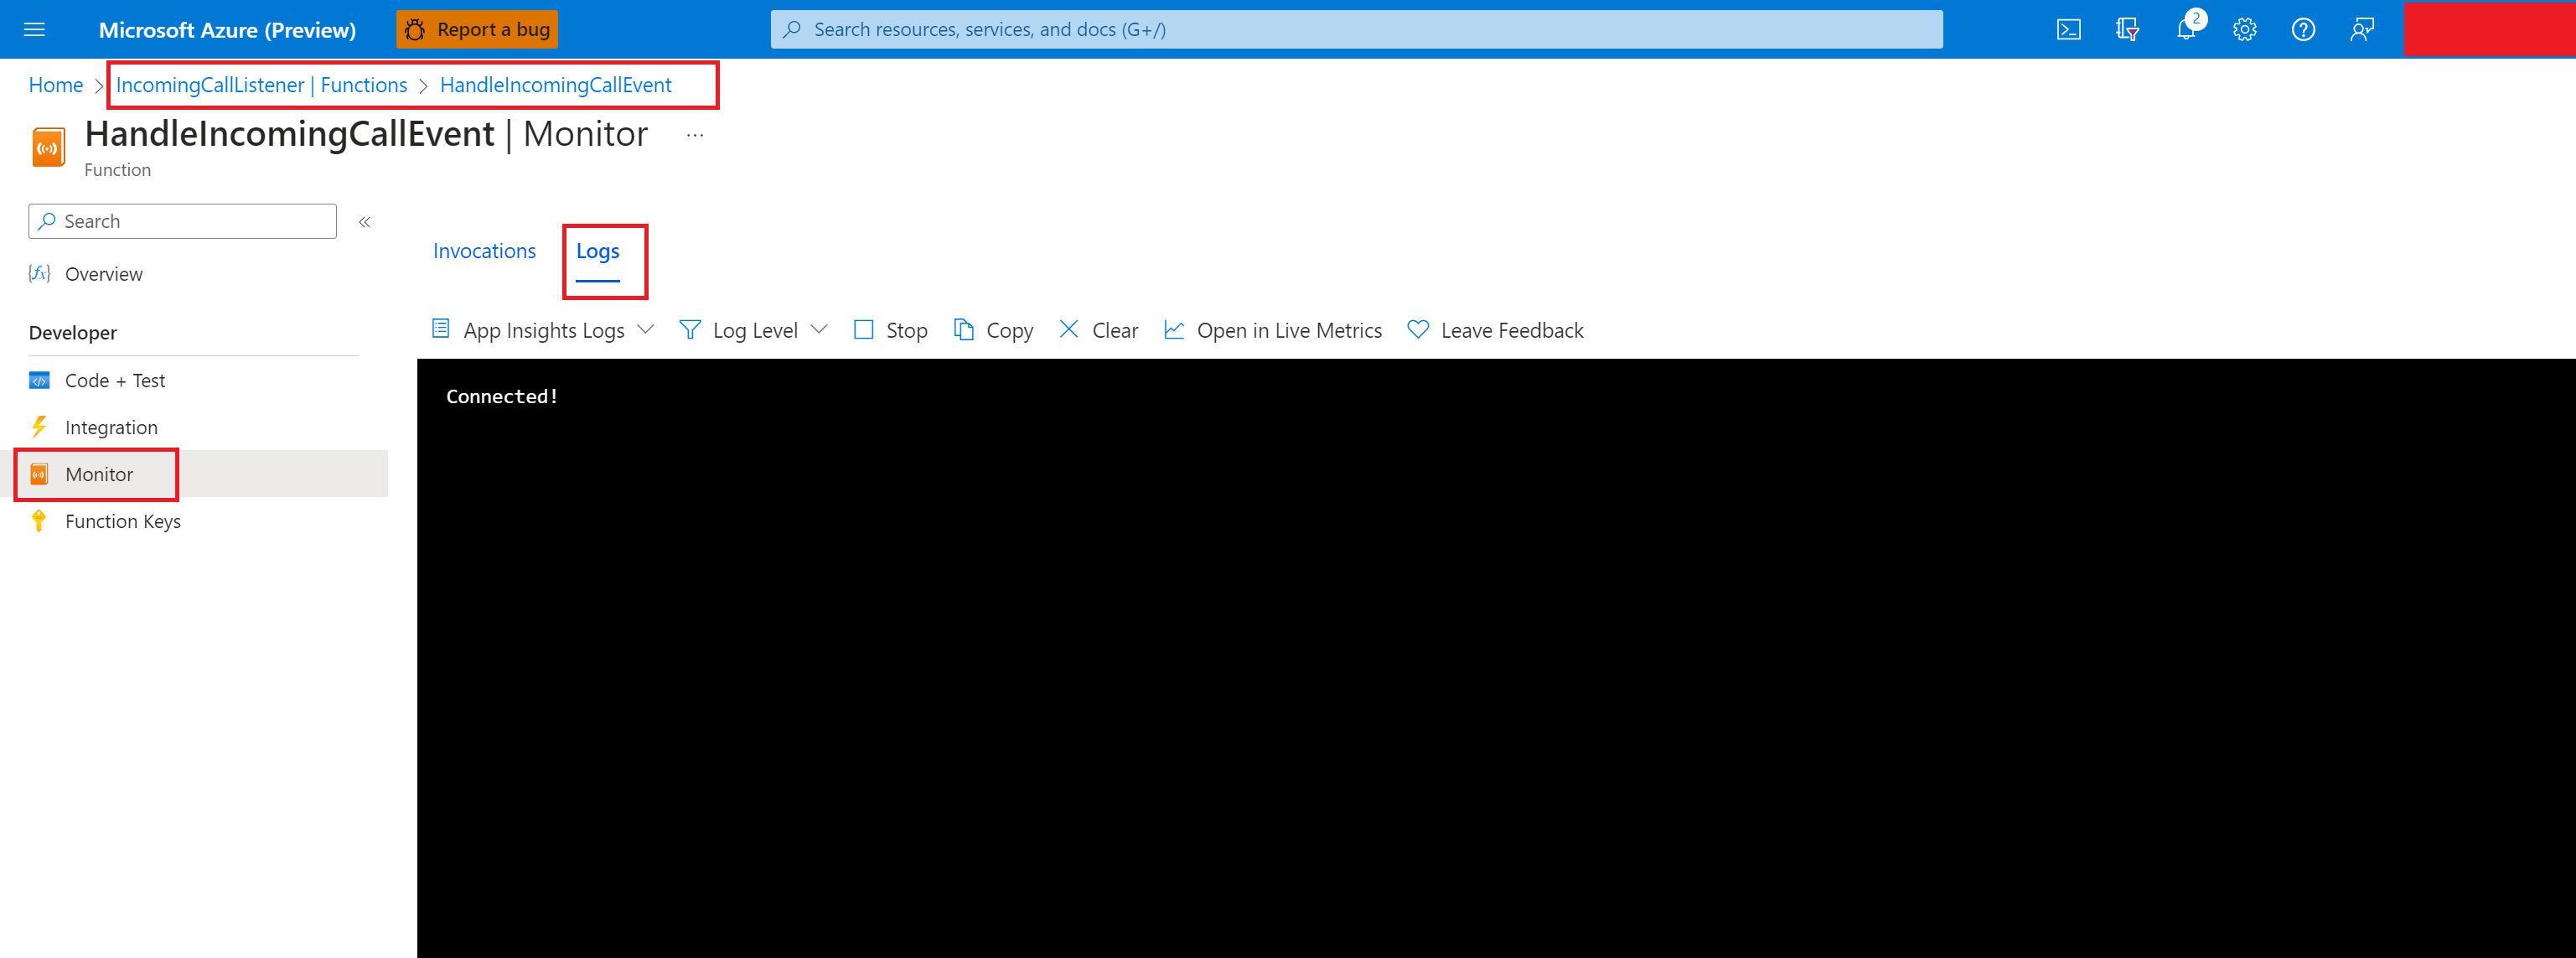 Microsoft Azure (Preview)
Report a bug
Search resources, services, and docs (G+/)
2
Home > IncomingCallListener | Functions > HandleIncomingCallEvent
HandleIncomingCallEvent | Monitor ...
Function
Search
«
Overview
Developer
Code + Test
Integration
Monitor
Function Keys
Invocations
Logs
App Insights Logs
Log Level
Stop
Copy
Clear
Open in Live Metrics
Leave Feedback
Connected!